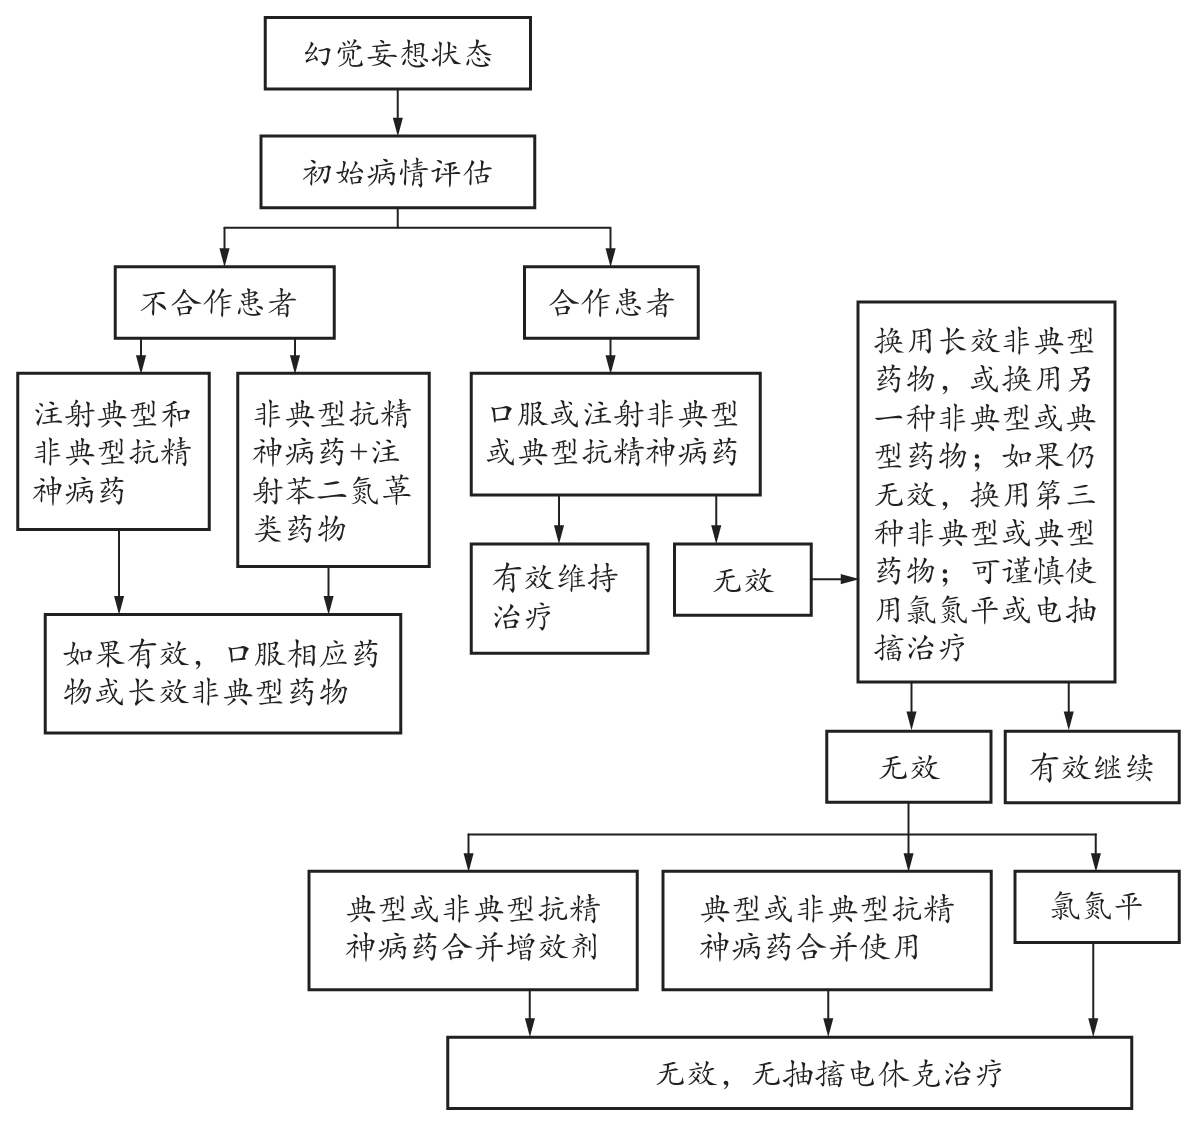 幻觉妄想状态
初始病情评估
不合作患者
合作患者
注射典型和
非典型抗精
神病药
非典型抗精
神病药+注
射苯二氮䓬
类药物
口服或注射非典型
或典型抗精神病药
换用长效非典型
药物，或换用另
一种非典型或典
型药物；如果仍
无效，换用第三
种非典型或典型
药物；可谨慎使
用氯氮平或电抽
搐治疗
有效维持
治疗
无效
如果有效，口服相应药
物或长效非典型药物
无效
有效继续
典型或非典型抗精
神病药合并增效剂
典型或非典型抗精
神病药合并使用
氯氮平
无效，无抽搐电休克治疗